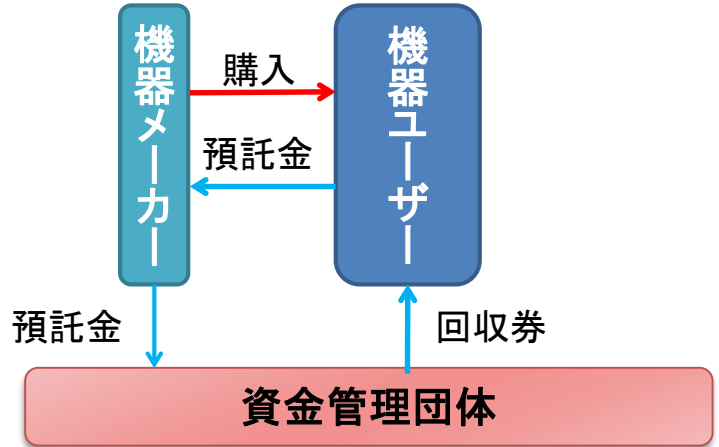 機器メーカー
機器ユーザー
購入
預託金
預託金
回収券
資金管理団体